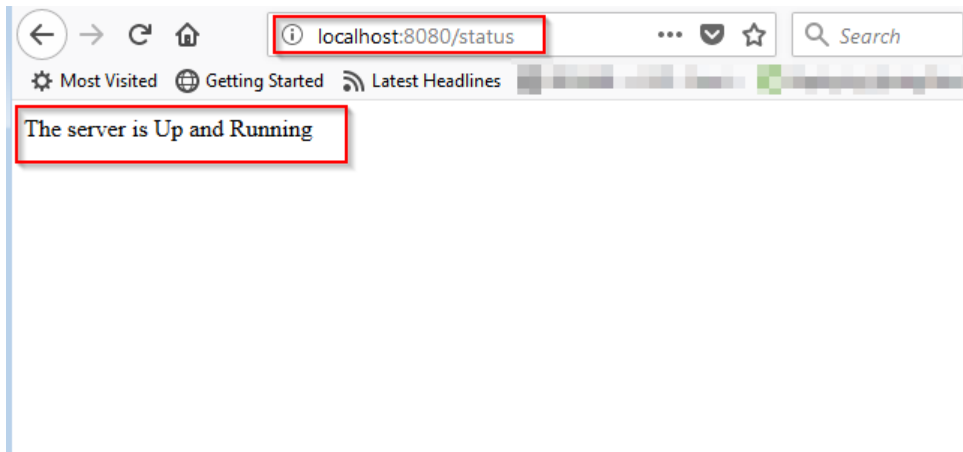 localhost:8080/status
Search
Most Visited Getting Started Latest Headlines
The server is Up and Running